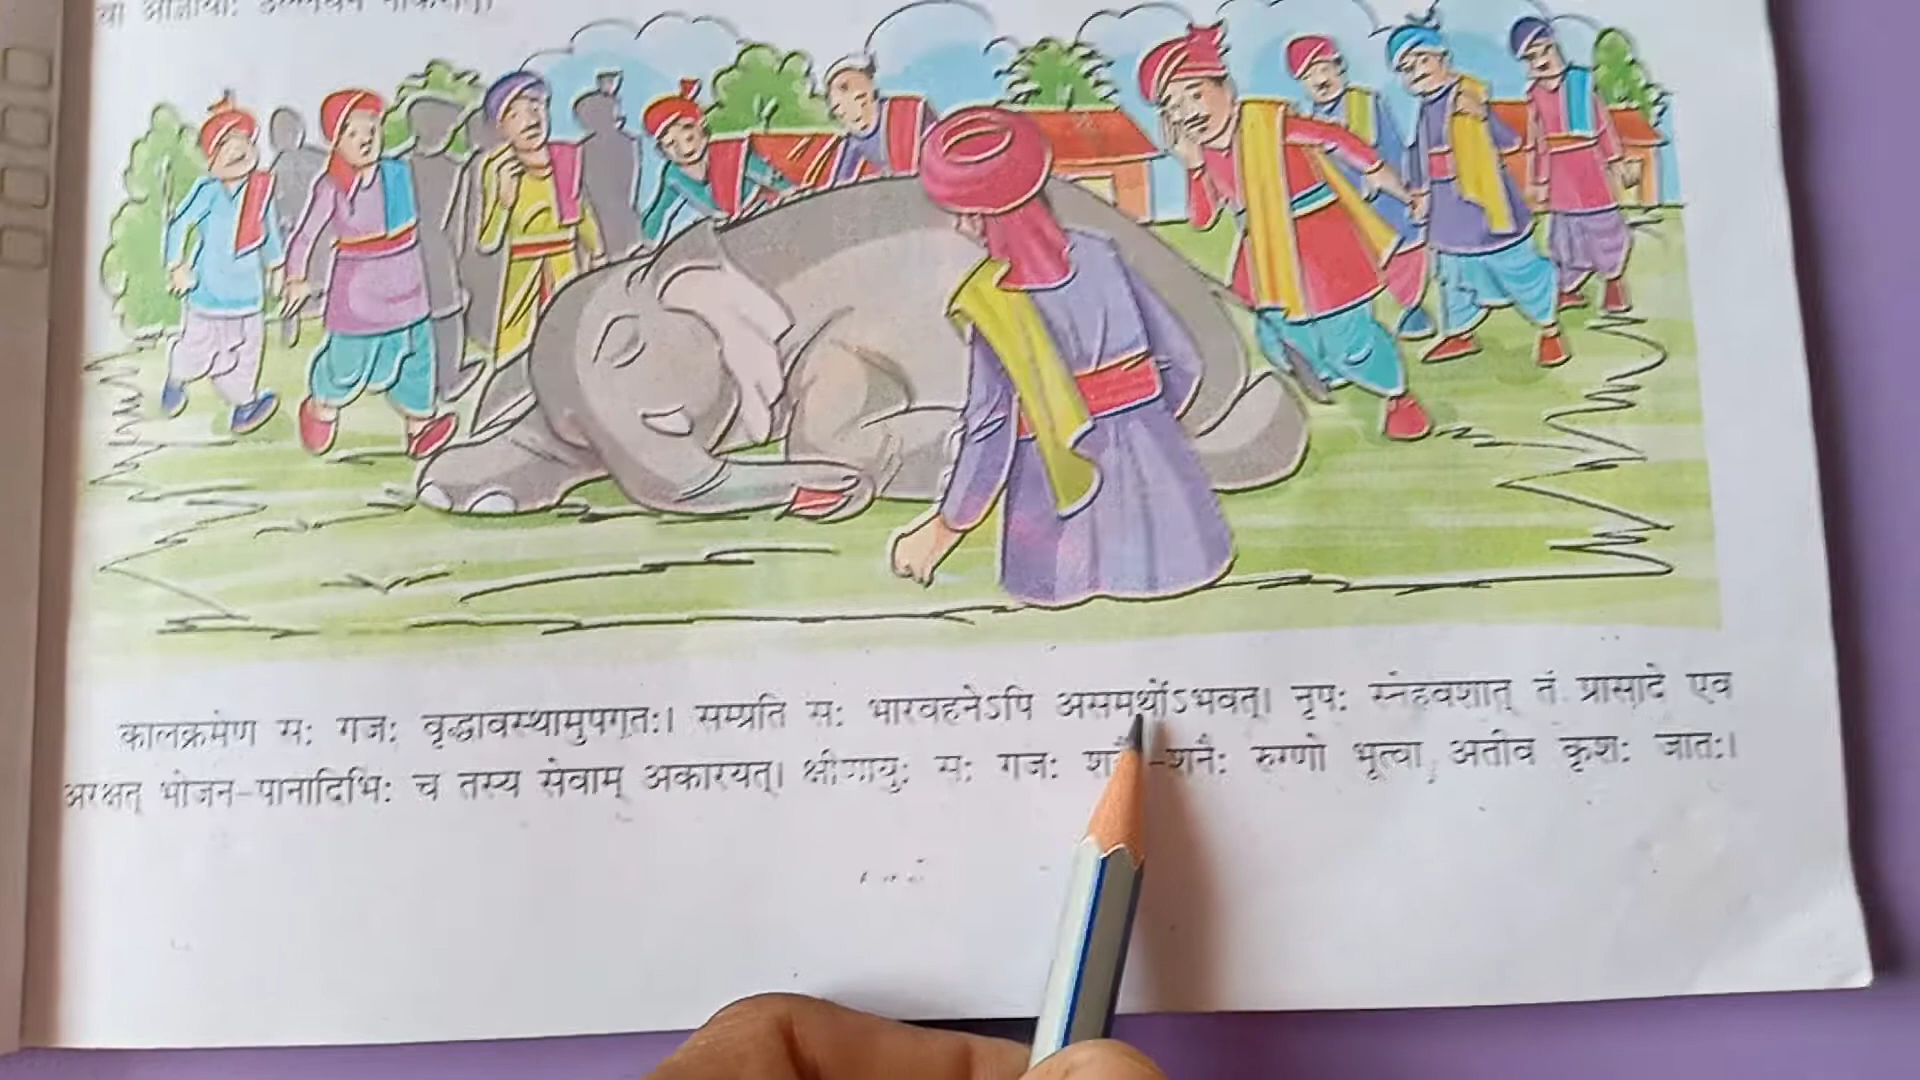 कालक्रमेण सः गजः वृद्धावस्थामुपगतः। सम्प्रति सः भारवहनेऽपि असमर्थोऽभवत्। नृपः स्नेहवशात् तं प्रासादे एव
अरक्षत् भोजन-पानादिभिः च तस्य सेवाम् अकारयत्। क्षीणायुः सः गजः शनैः-शनैः रुग्णो भूत्वा अतीव कृशः जातः।